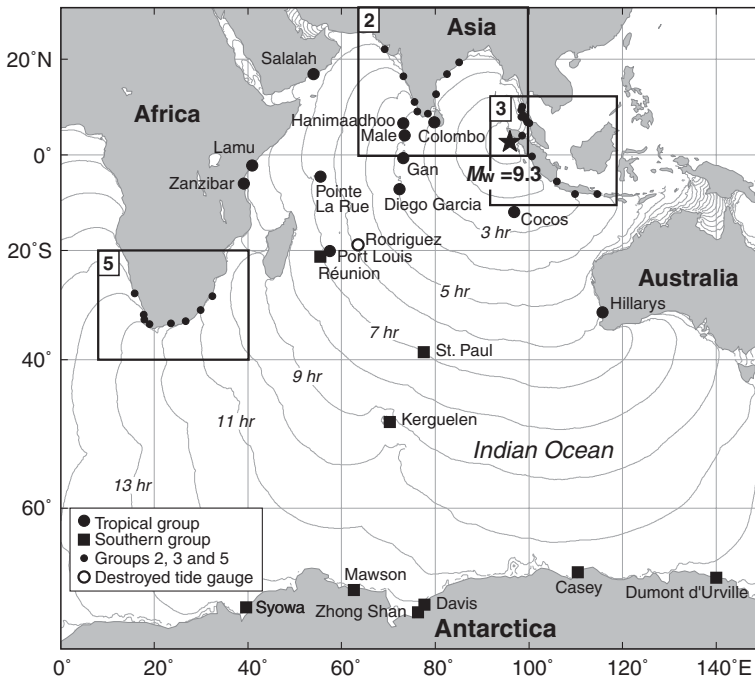 2
Asia
20˚N
Salalah
Africa
Hanimaadhoo
Male
Colombo
3
Lamu
0˚
Gan
Mw =9.3
Zanzibar
Pointe
La Rue
Diego Garcia
Cocos
3 hr
20˚S
Rodriguez
Port Louis
Réunion
5
Australia
5 hr
Hillarys
7 hr
St. Paul
40˚
9 hr
11 hr
Kerguelen
Indian Ocean
13 hr
60˚
Tropical group
Southern group
Groups 2, 3 and 5
Destroyed tide gauge
Mawson
Casey
Dumont d'Urville
Syowa
Zhong Shan
Davis
Antarctica
0˚ 20˚ 40˚ 60˚ 80˚ 100˚ 120˚ 140˚E